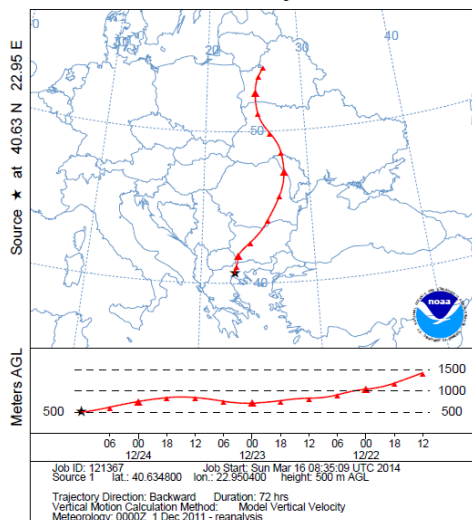 0
10
20
30
40
50
40
Source ★ at 40.63 N 22.95 E
noaa
Meters AGL
1500
1000
500
500
06 00 18 12 06 00 18 12 06 00 18 12
12/24 12/23 12/22
Job ID: 121367 Job Start: Sun Mar 16 08:35:09 UTC 2014
Source 1 lat.: 40.634800 lon.: 22.950400 height: 500 m AGL
Trajectory Direction: Backward Duration: 72 hrs
Vertical Motion Calculation Method: Model Vertical Velocity
Meteorology: 0000Z 1 Dec 2011 - reanalysis